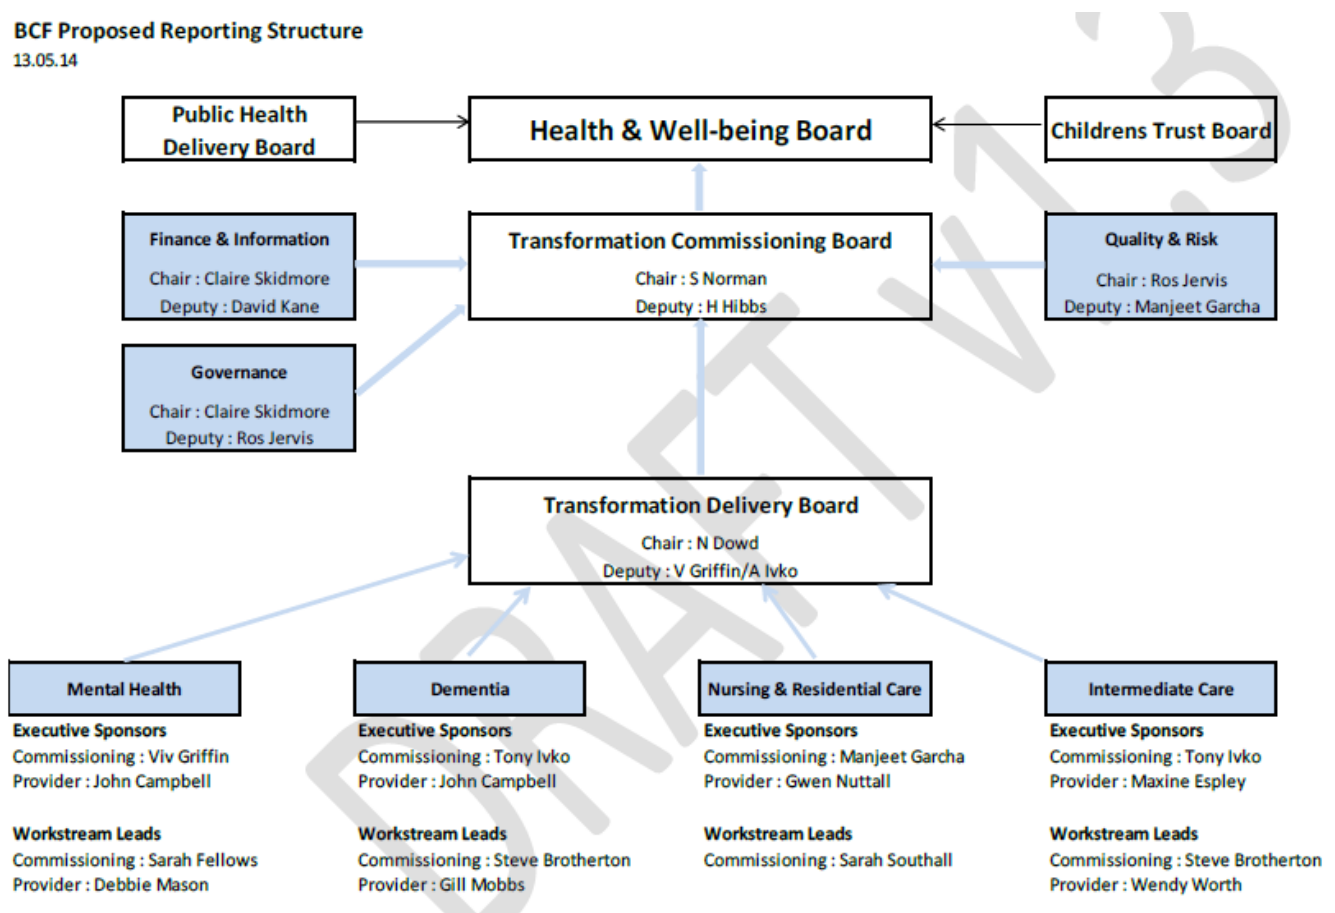 BCF Proposed Reporting Structure
13.05.14
Public Health
Delivery Board
Health & Well-being Board
Childrens Trust Board
Finance & Information
Chair : Claire Skidmore
Deputy : David Kane
Transformation Commissioning Board
Chair : S Norman
Deputy : H Hibbs
Quality & Risk
Chair : Ros Jervis
Deputy : Manjeet Garcha
Governance
Chair : Claire Skidmore
Deputy : Ros Jervis
Transformation Delivery Board
Chair : N Dowd
Deputy : V Griffin/A Ivko
Mental Health
Executive Sponsors
Commissioning : Viv Griffin
Provider : John Campbell
Workstream Leads
Commissioning : Sarah Fellows
Provider : Debbie Mason
Dementia
Executive Sponsors
Commissioning : Tony Ivko
Provider : John Campbell
Workstream Leads
Commissioning : Steve Brotherton
Provider : Gill Mobbs
Nursing & Residential Care
Executive Sponsors
Commissioning : Manjeet Garcha
Provider : Gwen Nuttall
Workstream Leads
Commissioning : Sarah Southall
Intermediate Care
Executive Sponsors
Commissioning : Tony Ivko
Provider : Maxine Espley
Workstream Leads
Commissioning : Steve Brotherton
Provider : Wendy Worth
DRAFT v1.3